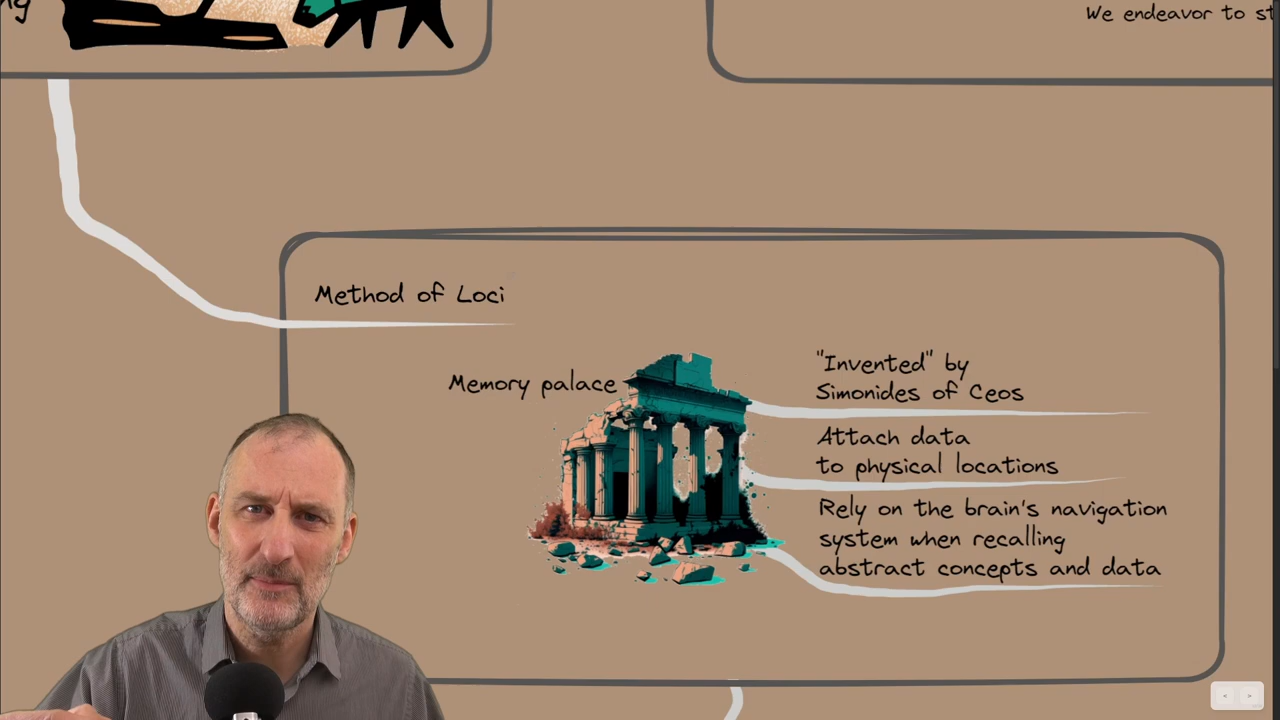 We endeavor to
Method of Loci
Memory palace
"Invented" by
Simonides of Ceos
Attach data
to physical locations
Rely on the brain's navigation
system when recalling
abstract concepts and data